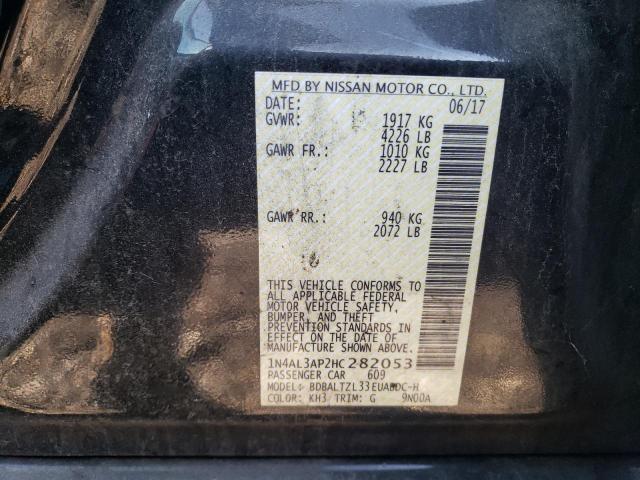 MFD BY NISSAN MOTOR CO., LTD.
DATE: 06/17
GVWR: 1917 KG
4226 LB
GAWR FR.: 1010 KG
2227 LB
GAWR RR.: 940 KG
2072 LB
THIS VEHICLE CONFORMS TO
ALL APPLICABLE FEDERAL
MOTOR VEHICLE SAFETY,
BUMPER, AND THEFT
PREVENTION STANDARDS IN
EFFECT ON THE DATE OF
MANUFACTURE SHOWN ABOVE.
1N4AL3AP2HC282053
PASSENGER CAR 609
MODEL: BDBALTZL33EUABDC-H
COLOR: KH3 TRIM: G 9N00A